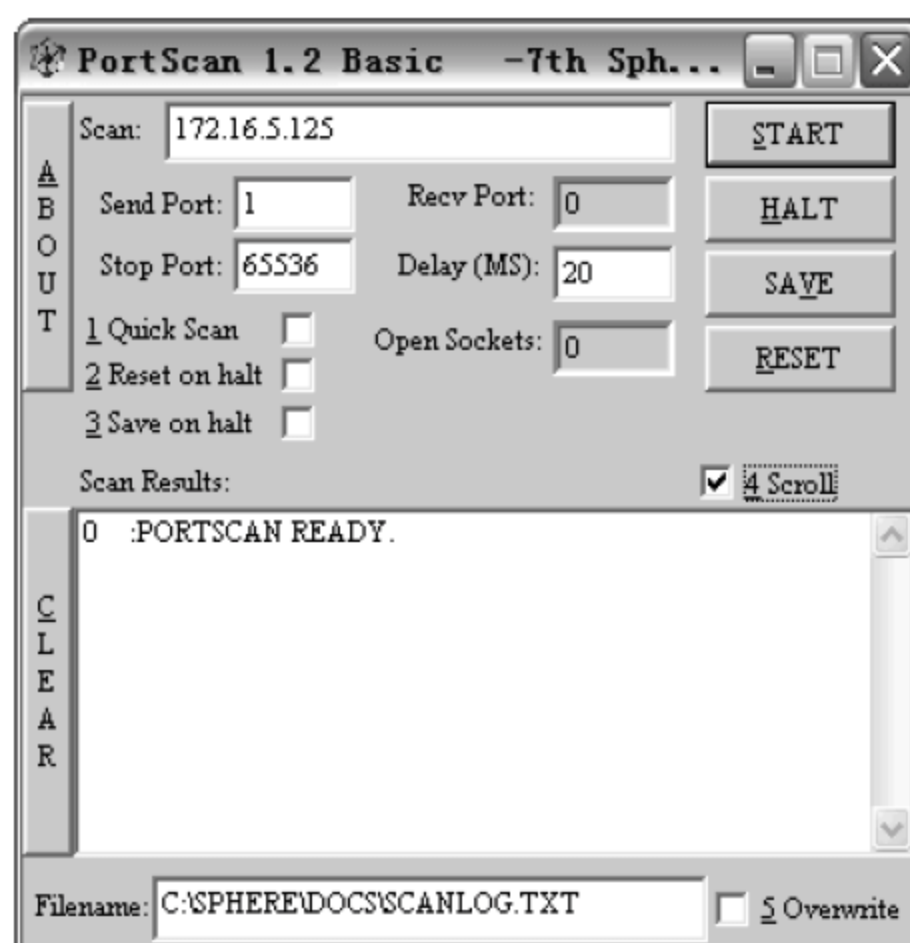 PortScan 1.2 Basic -7th Sph...
ABOUT
Scan: 172.16.5.125
START
Send Port: 1
Recv Port: 0
HALT
Stop Port: 65536
Delay (MS): 20
SAVE
1 Quick Scan
Open Sockets: 0
RESET
2 Reset on halt
3 Save on halt
Scan Results:
4 Scroll
CLEAR
0 :PORTSCAN READY.
Filename: C:\SPHERE\DOCS\SCANLOG.TXT
5 Overwrite